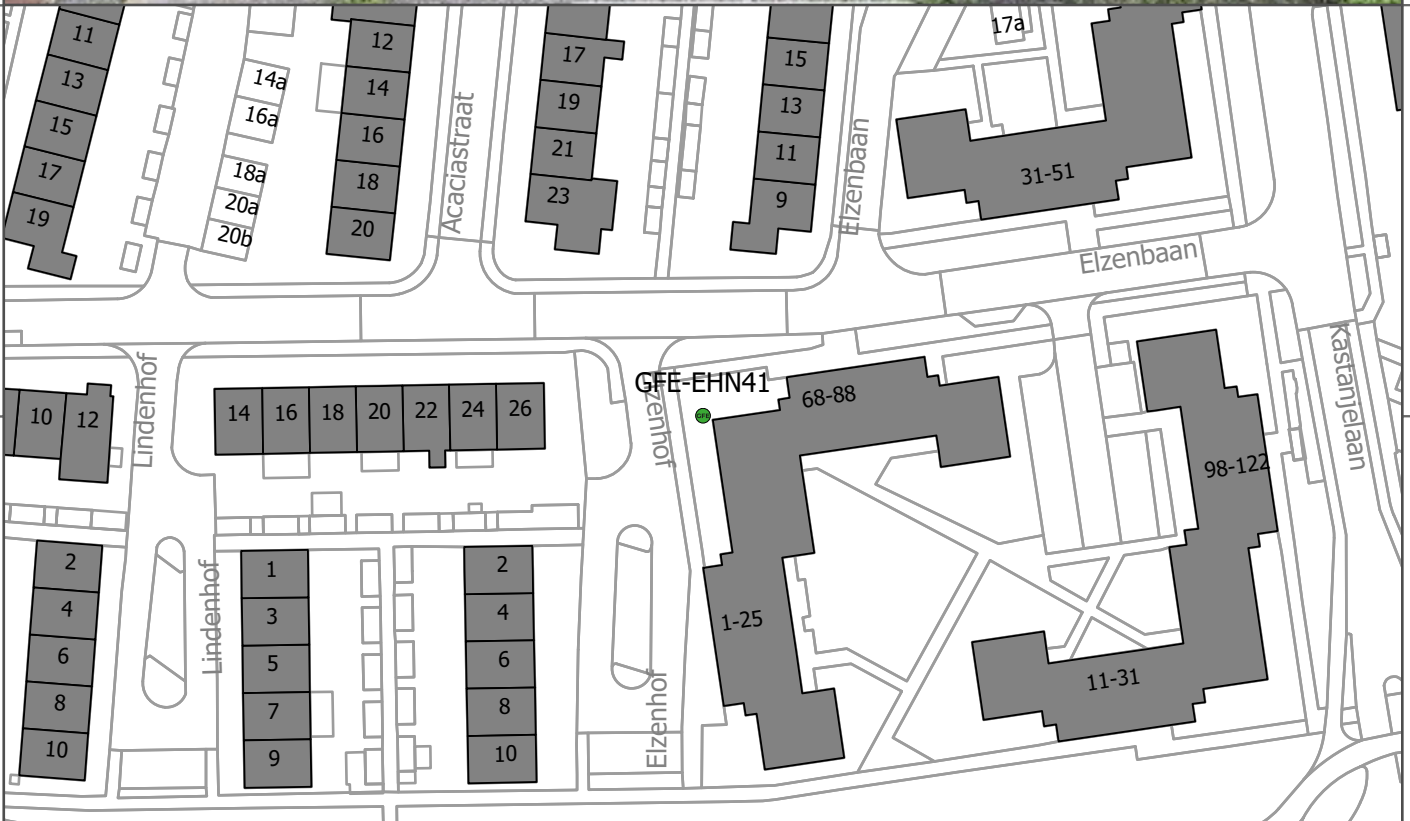 11
13
15
17
19
14a
16a
18a
20a
20b
12
14
16
18
20
Acaciastraat
17
19
21
23
15
13
11
9
Elzenbaan
17a
31-51
Elzenbaan
Kastanjelaan
10
12
Lindenhof
14
16
18
20
22
24
26
GFE-EHN41
GFE
Elzenhof
68-88
98-122
2
4
6
8
10
Lindenhof
1
3
5
7
9
2
4
6
8
10
Elzenhof
1-25
11-31